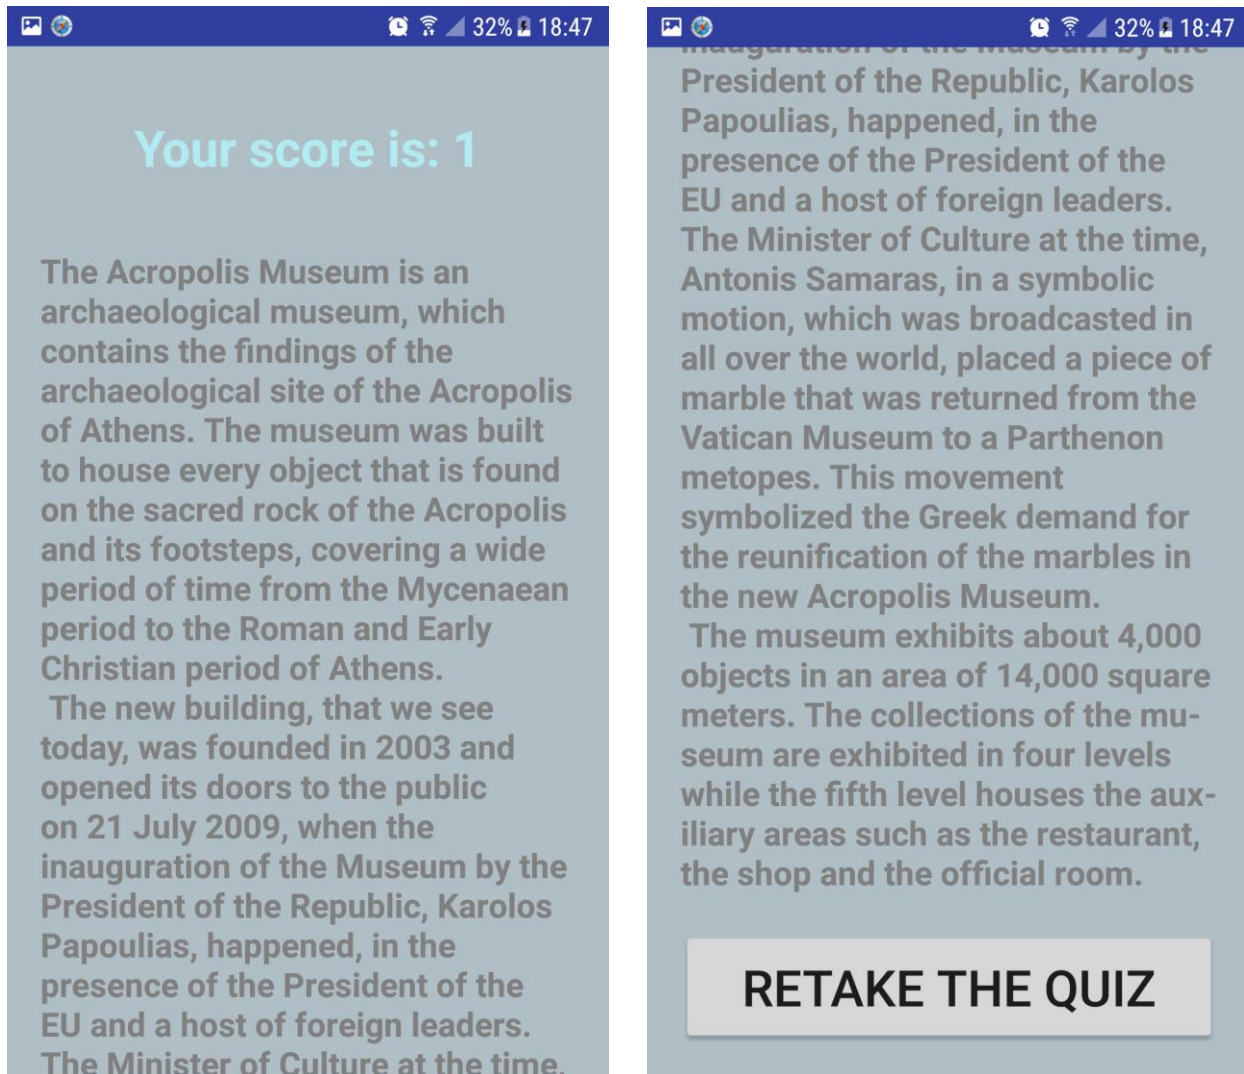 32% 18:47
Your score is: 1
The Acropolis Museum is an
archaeological museum, which
contains the findings of the
archaeological site of the Acropolis
of Athens. The museum was built
to house every object that is found
on the sacred rock of the Acropolis
and its footsteps, covering a wide
period of time from the Mycenaean
period to the Roman and Early
Christian period of Athens.
The new building, that we see
today, was founded in 2003 and
opened its doors to the public
on 21 July 2009, when the
inauguration of the Museum by the
President of the Republic, Karolos
Papoulias, happened, in the
presence of the President of the
EU and a host of foreign leaders.
The Minister of Culture at the time,
32% 18:47
inauguration of the Museum by the
President of the Republic, Karolos
Papoulias, happened, in the
presence of the President of the
EU and a host of foreign leaders.
The Minister of Culture at the time,
Antonis Samaras, in a symbolic
motion, which was broadcasted in
all over the world, placed a piece of
marble that was returned from the
Vatican Museum to a Parthenon
metopes. This movement
symbolized the Greek demand for
the reunification of the marbles in
the new Acropolis Museum.
The museum exhibits about 4,000
objects in an area of 14,000 square
meters. The collections of the mu-
seum are exhibited in four levels
while the fifth level houses the aux-
iliary areas such as the restaurant,
the shop and the official room.
RETAKE THE QUIZ